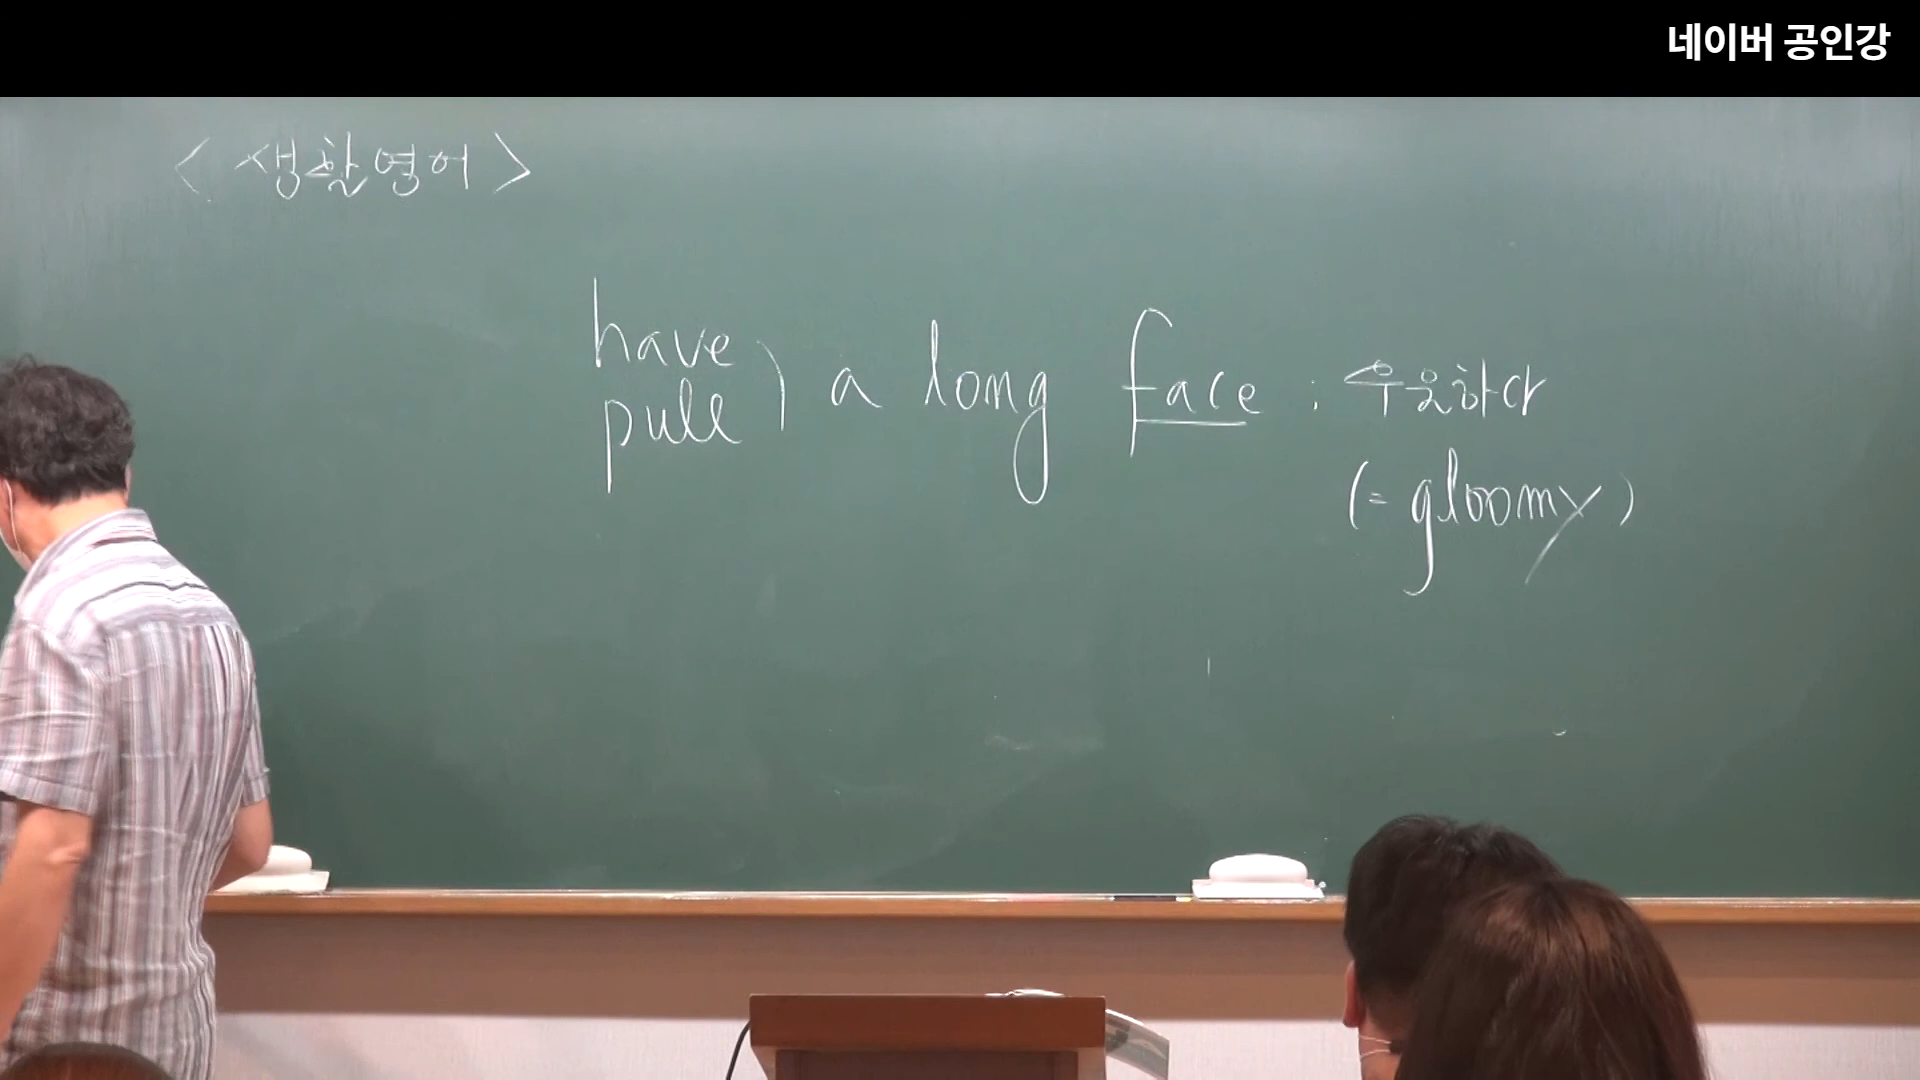 네이버 공인강
< 생활영어 >
have
pull ) a long face : 우울하다
(= gloomy)